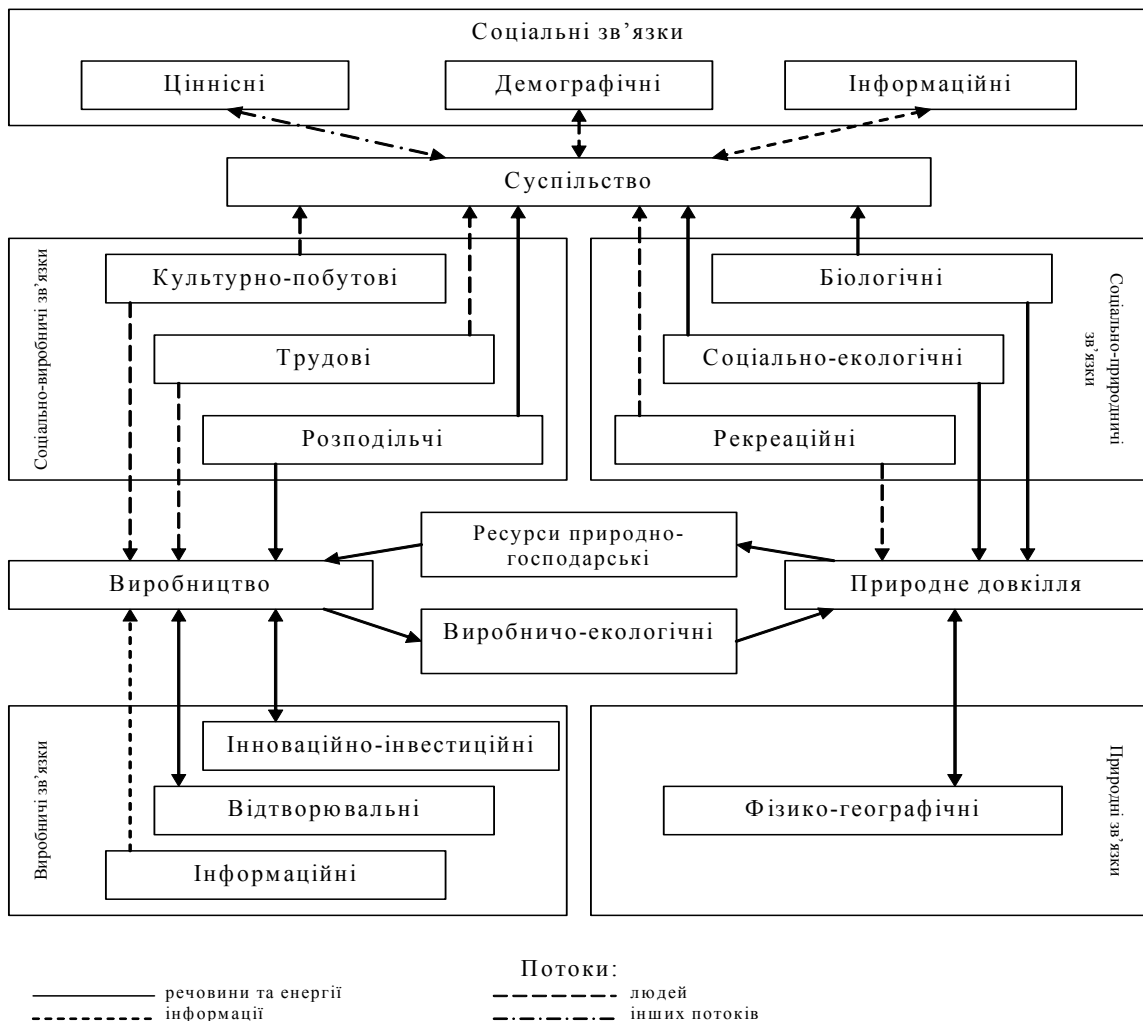 Соціальні зв’язки
Ціннісні
Демографічні
Інформаційні
Суспільство
Соціально-виробничі зв’язки
Культурно-побутові
Трудові
Розподільчі
Біологічні
Соціально-екологічні
Рекреаційні
Соціально-природничі
зв’язки
Ресурси природно-
господарські
Виробництво
Природне довкілля
Виробничо-екологічні
Виробничі зв’язки
Інноваційно-інвестиційні
Відтворювальні
Інформаційні
Фізико-географічні
Природні зв’язки
Потоки:
речовини та енергії
людей
інформації
інших потоків